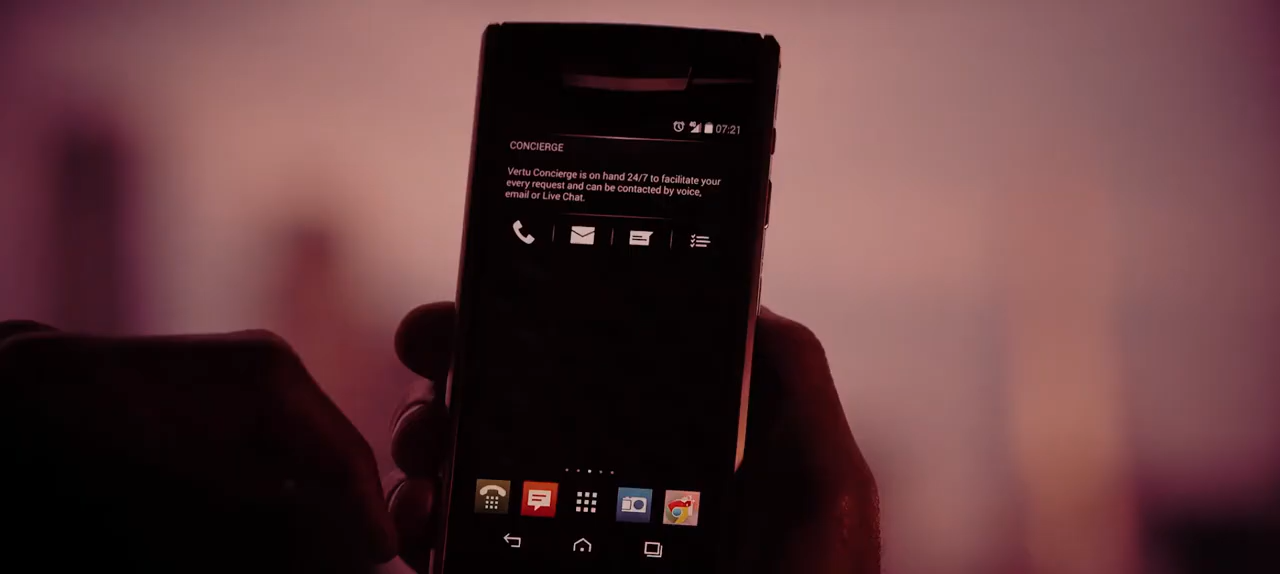 4G 07:21
CONCIERGE
Vertu Concierge is on hand 24/7 to facilitate your
every request and can be contacted by voice,
email or Live Chat.